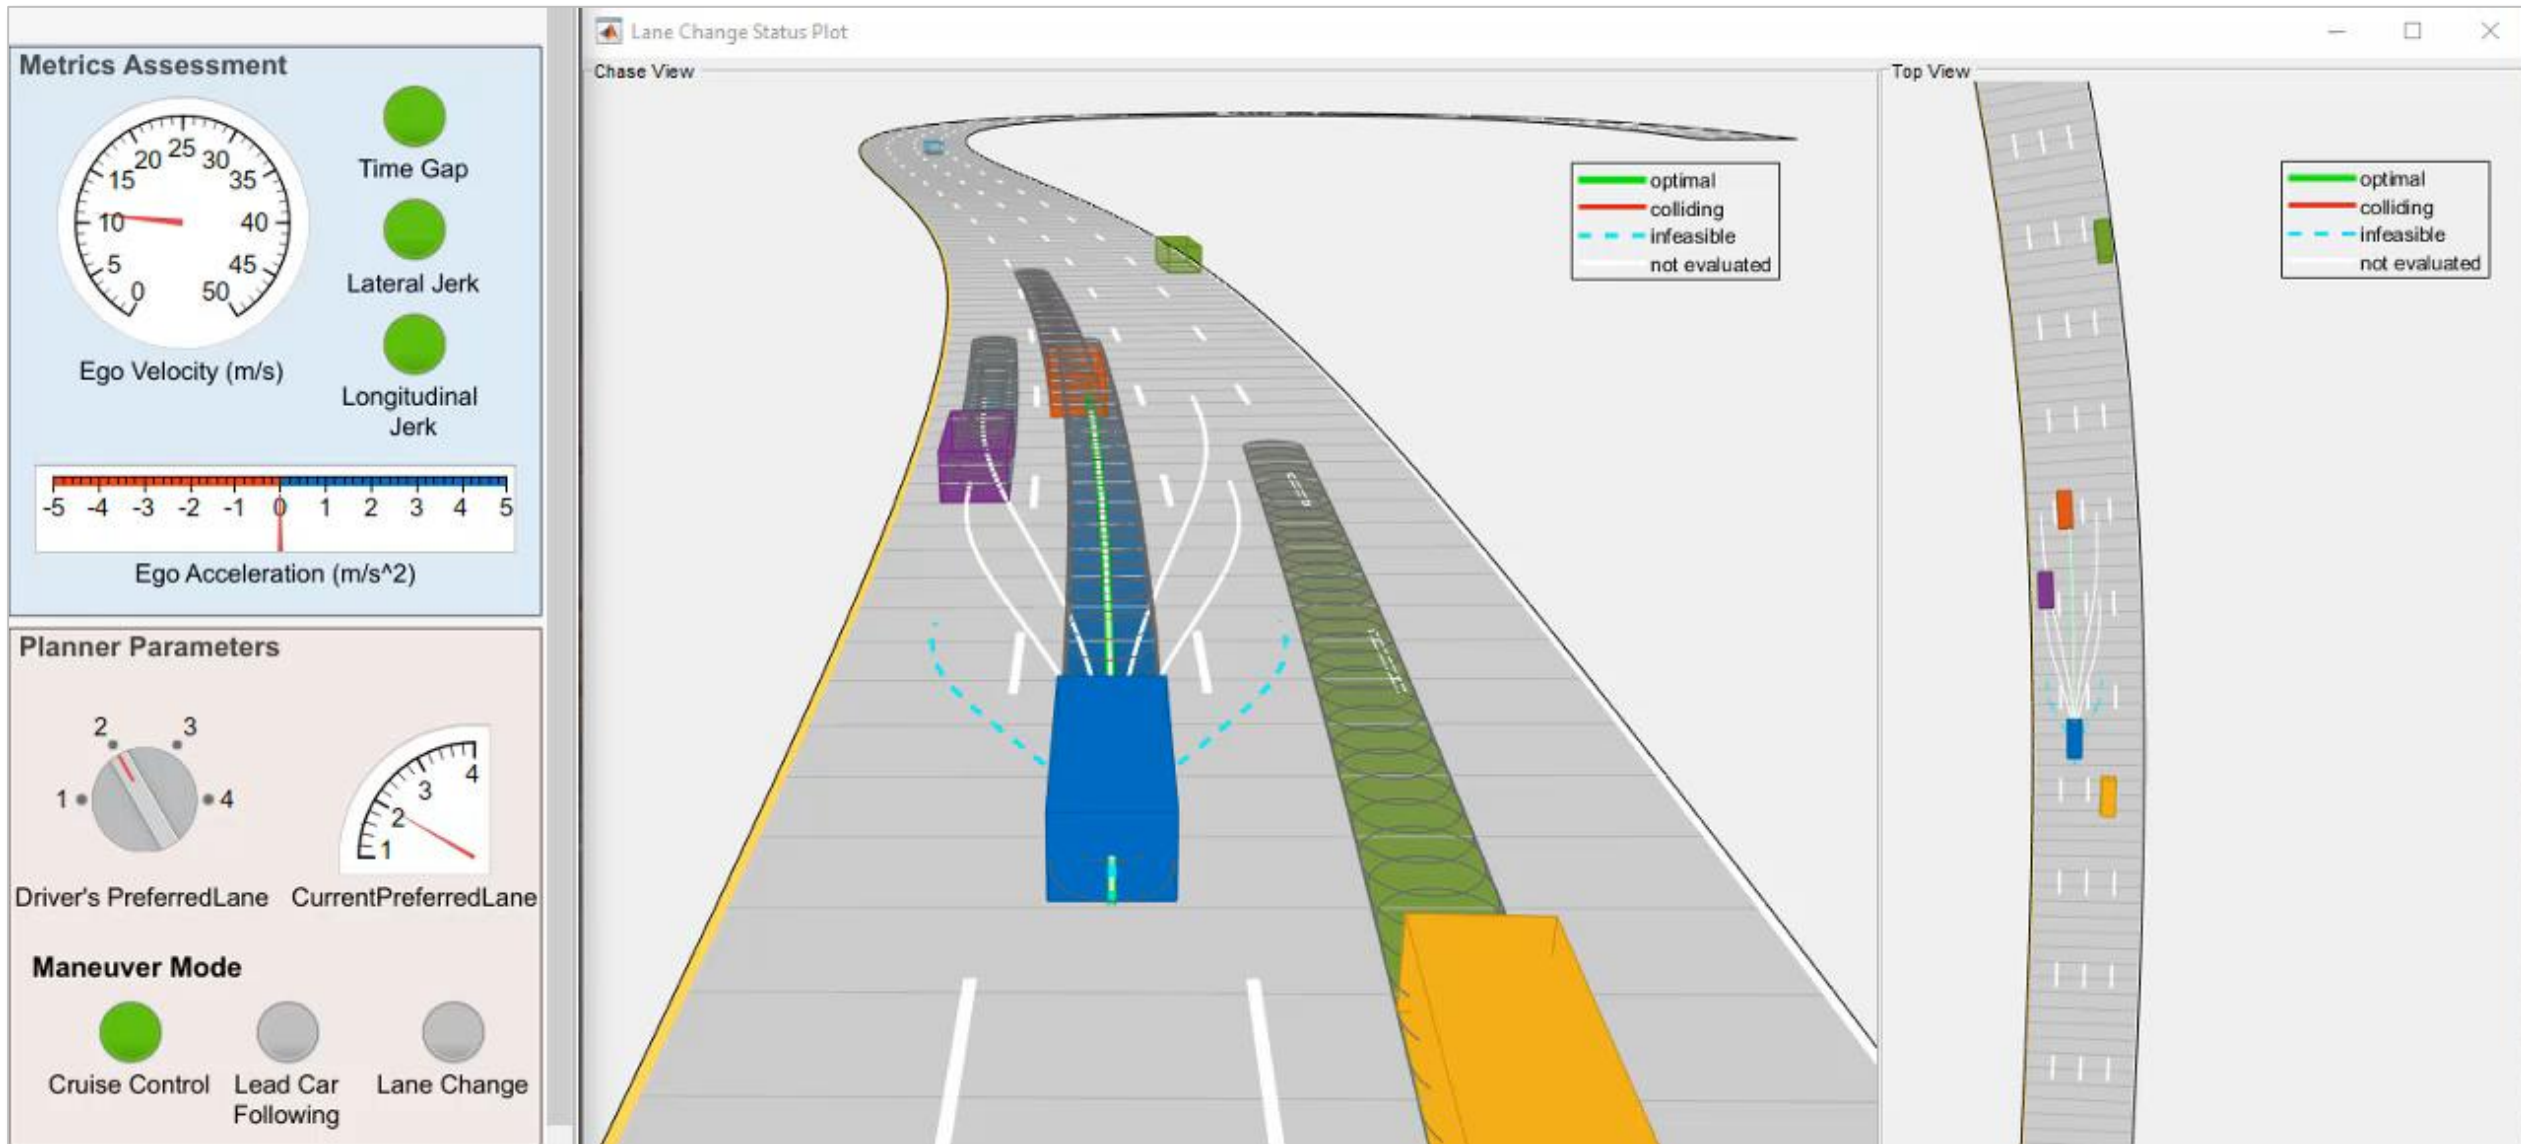 Lane Change Status Plot
Metrics Assessment
0
5
10
15
20
25
30
35
40
45
50
Ego Velocity (m/s)
Time Gap
Lateral Jerk
Longitudinal
Jerk
-5 -4 -3 -2 -1 0 1 2 3 4 5
Ego Acceleration (m/s^2)
Planner Parameters
1
2
3
4
Driver's PreferredLane
1
2
3
4
CurrentPreferredLane
Maneuver Mode
Cruise Control
Lead Car
Following
Lane Change
Chase View
optimal
colliding
infeasible
not evaluated
Top View
optimal
colliding
infeasible
not evaluated